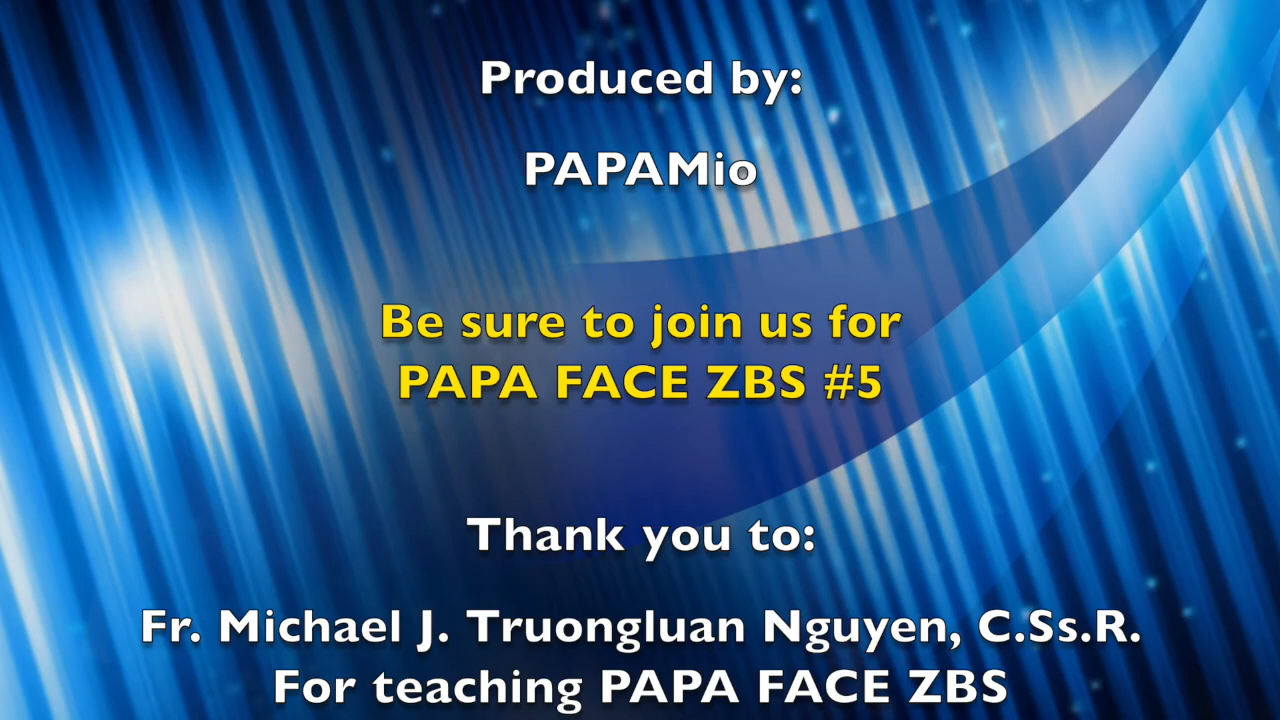 Produced by:
PAPAMio
Be sure to join us for
PAPA FACE ZBS #5
Thank you to:
Fr. Michael J. Truongluan Nguyen, C.Ss.R.
For teaching PAPA FACE ZBS